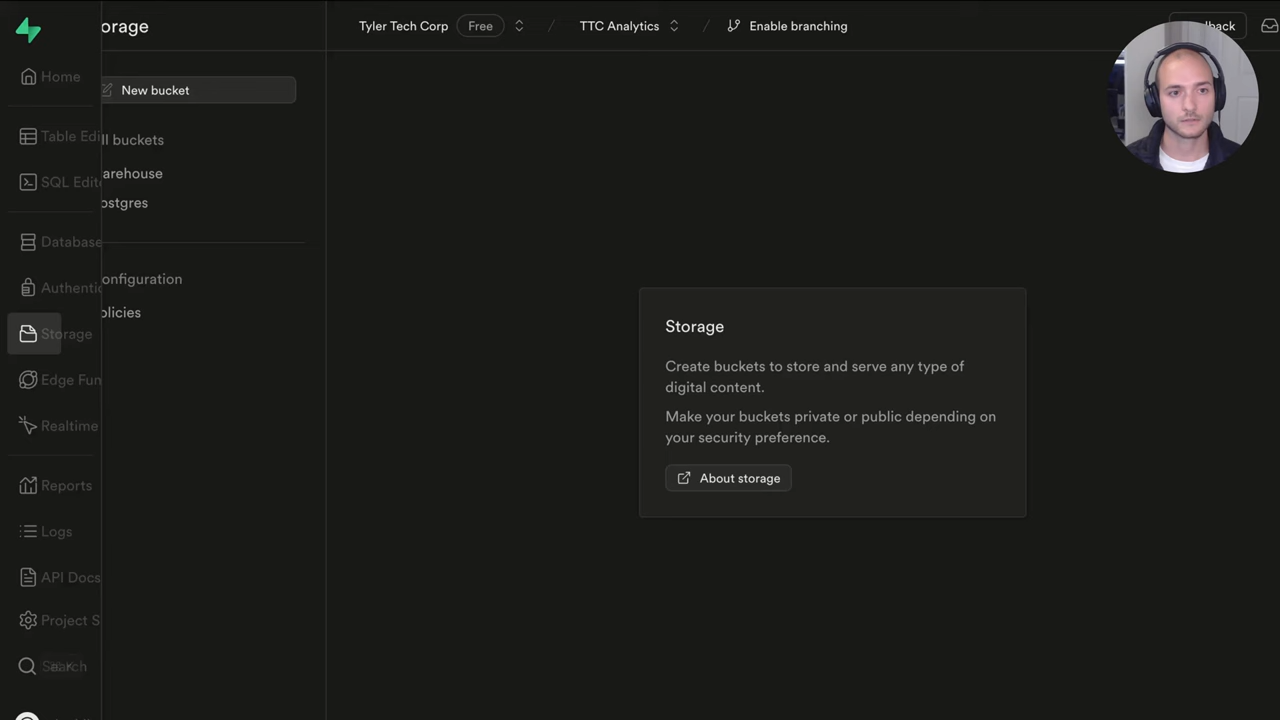 orage
Tyler Tech Corp
Free
/
TTC Analytics
/
Enable branching
back
Home
New bucket
Table Edi
ll buckets
arehouse
SQL Edit
ostgres
Database
onfiguration
Authentic
olicies
Storage
Storage
Edge Fun
Create buckets to store and serve any type of
digital content.
Realtime
Make your buckets private or public depending on
your security preference.
Reports
About storage
Logs
API Docs
Project S
Search